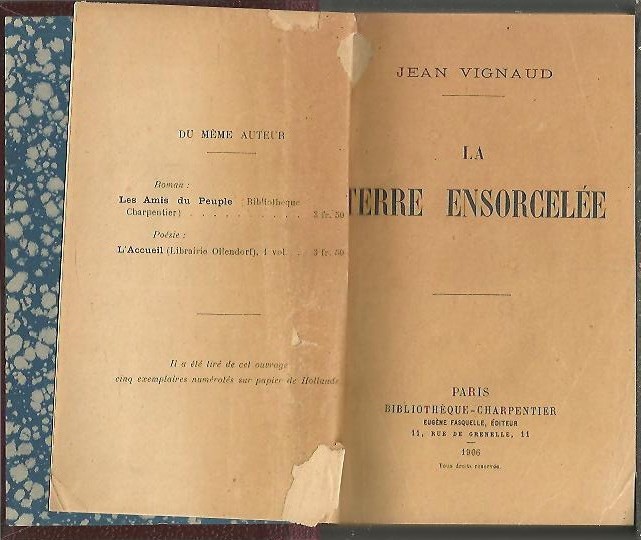 DU MÊME AUTEUR
Roman :
Les Amis du Peuple (Bibliothèque
Charpentier) . . . . . . . . . . 3 fr. 50
Poésie :
L'Accueil (Librairie Ollendorf), 1 vol. . . 3 fr. 50
Il a été tiré de cet ouvrage
cinq exemplaires numérotés sur papier de Hollande
JEAN VIGNAUD
LA
TERRE ENSORCELÉE
PARIS
BIBLIOTHÈQUE-CHARPENTIER
EUGÈNE FASQUELLE, ÉDITEUR
11, RUE DE GRENELLE, 11
1906
Tous droits réservés.